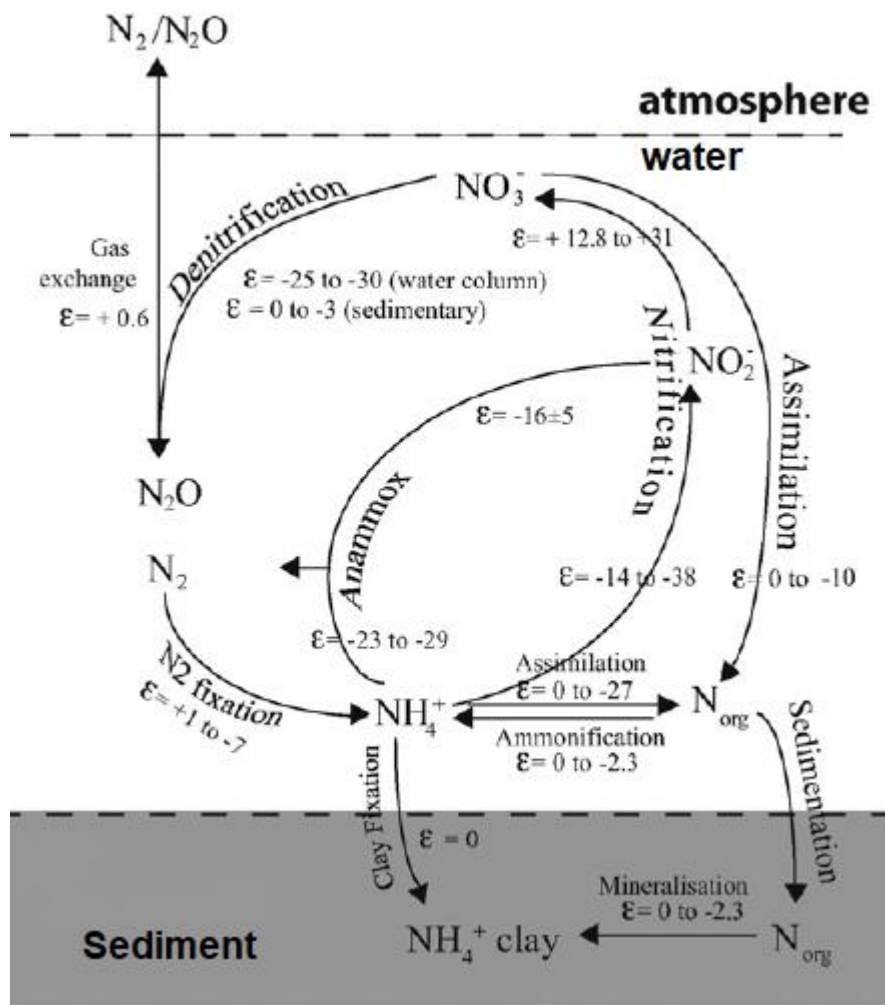 N₂/N₂O
atmosphere
water
NO₃⁻
Denitrification
ε= + 12.8 to +31
Gas
exchange
ε= + 0.6
ε= -25 to -30 (water column)
ε = 0 to -3 (sedimentary)
Nitrification
NO₂⁻
Assimilation
ε= -16±5
N₂O
Anammox
N₂
ε= -14 to -38
ε= 0 to -10
ε= -23 to -29
N2 fixation
ε= +1 to -7
Assimilation
ε= 0 to -27
NH₄⁺
N org
Ammonification
ε= 0 to -2.3
Sedimentation
Clay Fixation
ε = 0
Mineralisation
ε= 0 to -2.3
Sediment
NH₄⁺ clay
N org